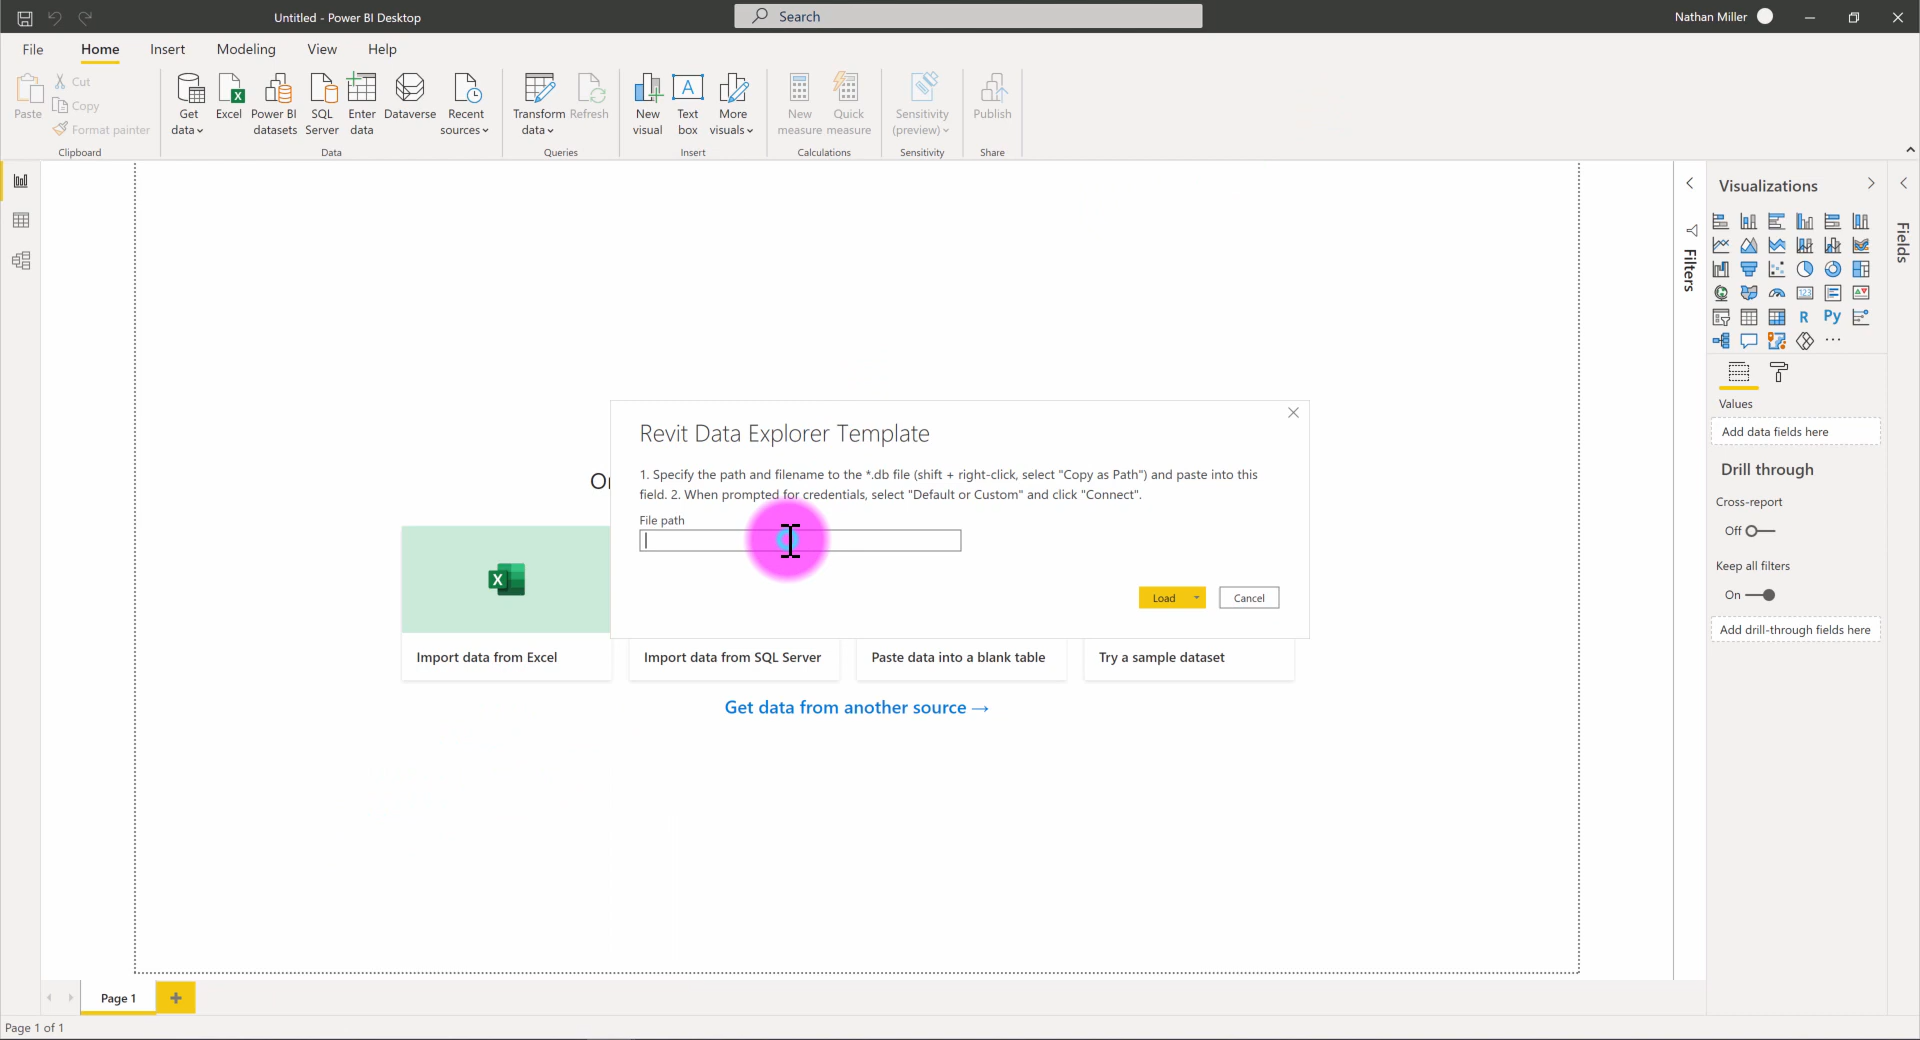 Untitled - Power BI Desktop
Search
Nathan Miller
File
Home
Insert
Modeling
View
Help
Paste
Cut
Copy
Format painter
Clipboard
Get data
Excel
Power BI datasets
SQL Server
Enter data
Dataverse
Recent sources
Data
Transform data
Refresh
Queries
New visual
Text box
More visuals
Insert
New measure
Quick measure
Calculations
Sensitivity (preview)
Sensitivity
Publish
Share
Filters
Visualizations
Fields
R
Py
123
Values
Add data fields here
Drill through
Cross-report
Off
Keep all filters
On
Add drill-through fields here
Revit Data Explorer Template
1. Specify the path and filename to the *.db file (shift + right-click, select "Copy as Path") and paste into this
field. 2. When prompted for credentials, select "Default or Custom" and click "Connect".
File path
Load
Cancel
Import data from Excel
Import data from SQL Server
Paste data into a blank table
Try a sample dataset
Get data from another source →
Page 1
Page 1 of 1